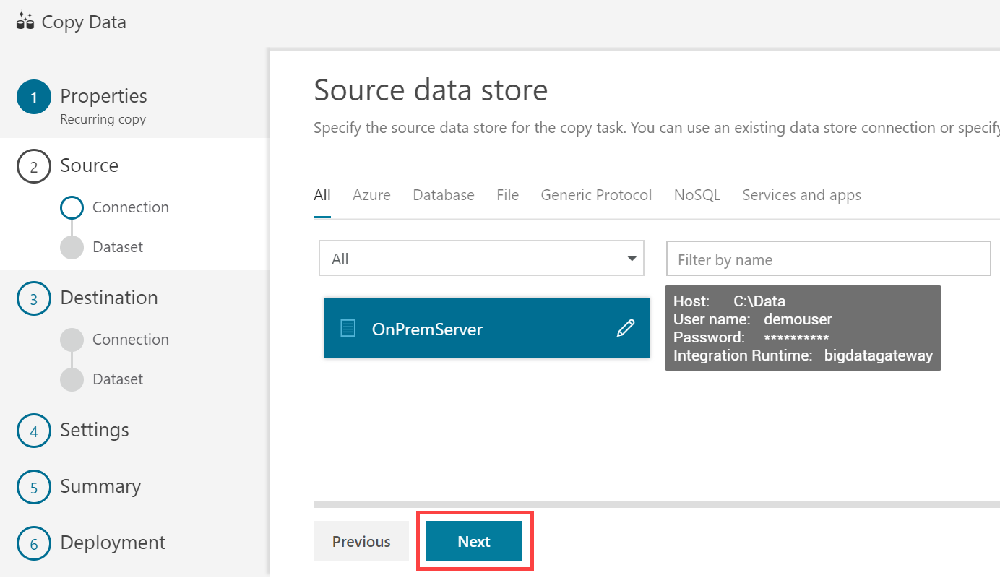 Copy Data
1 Properties
Recurring copy
2 Source
Connection
Dataset
3 Destination
Connection
Dataset
4 Settings
5 Summary
6 Deployment
Source data store
Specify the source data store for the copy task. You can use an existing data store connection or specify
All Azure Database File Generic Protocol NoSQL Services and apps
All
Filter by name
OnPremServer
Host: C:\Data
User name: demouser
Password: **********
Integration Runtime: bigdatagateway
Previous Next